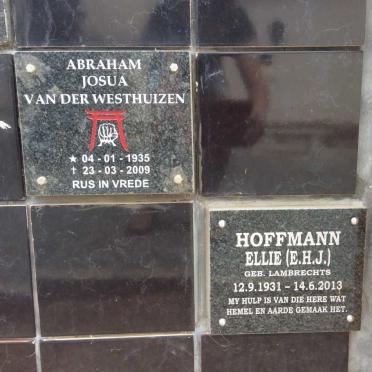 ABRAHAM
JOSUA
VAN DER WESTHUIZEN
★ 04 - 01 - 1935
† 23 - 03 - 2009
RUS IN VREDE
HOFFMANN
ELLIE (E.H.J.)
GEB. LAMBRECHTS
12.9.1931 - 14.6.2013
MY HULP IS VAN DIE HERE WAT
HEMEL EN AARDE GEMAAK HET.